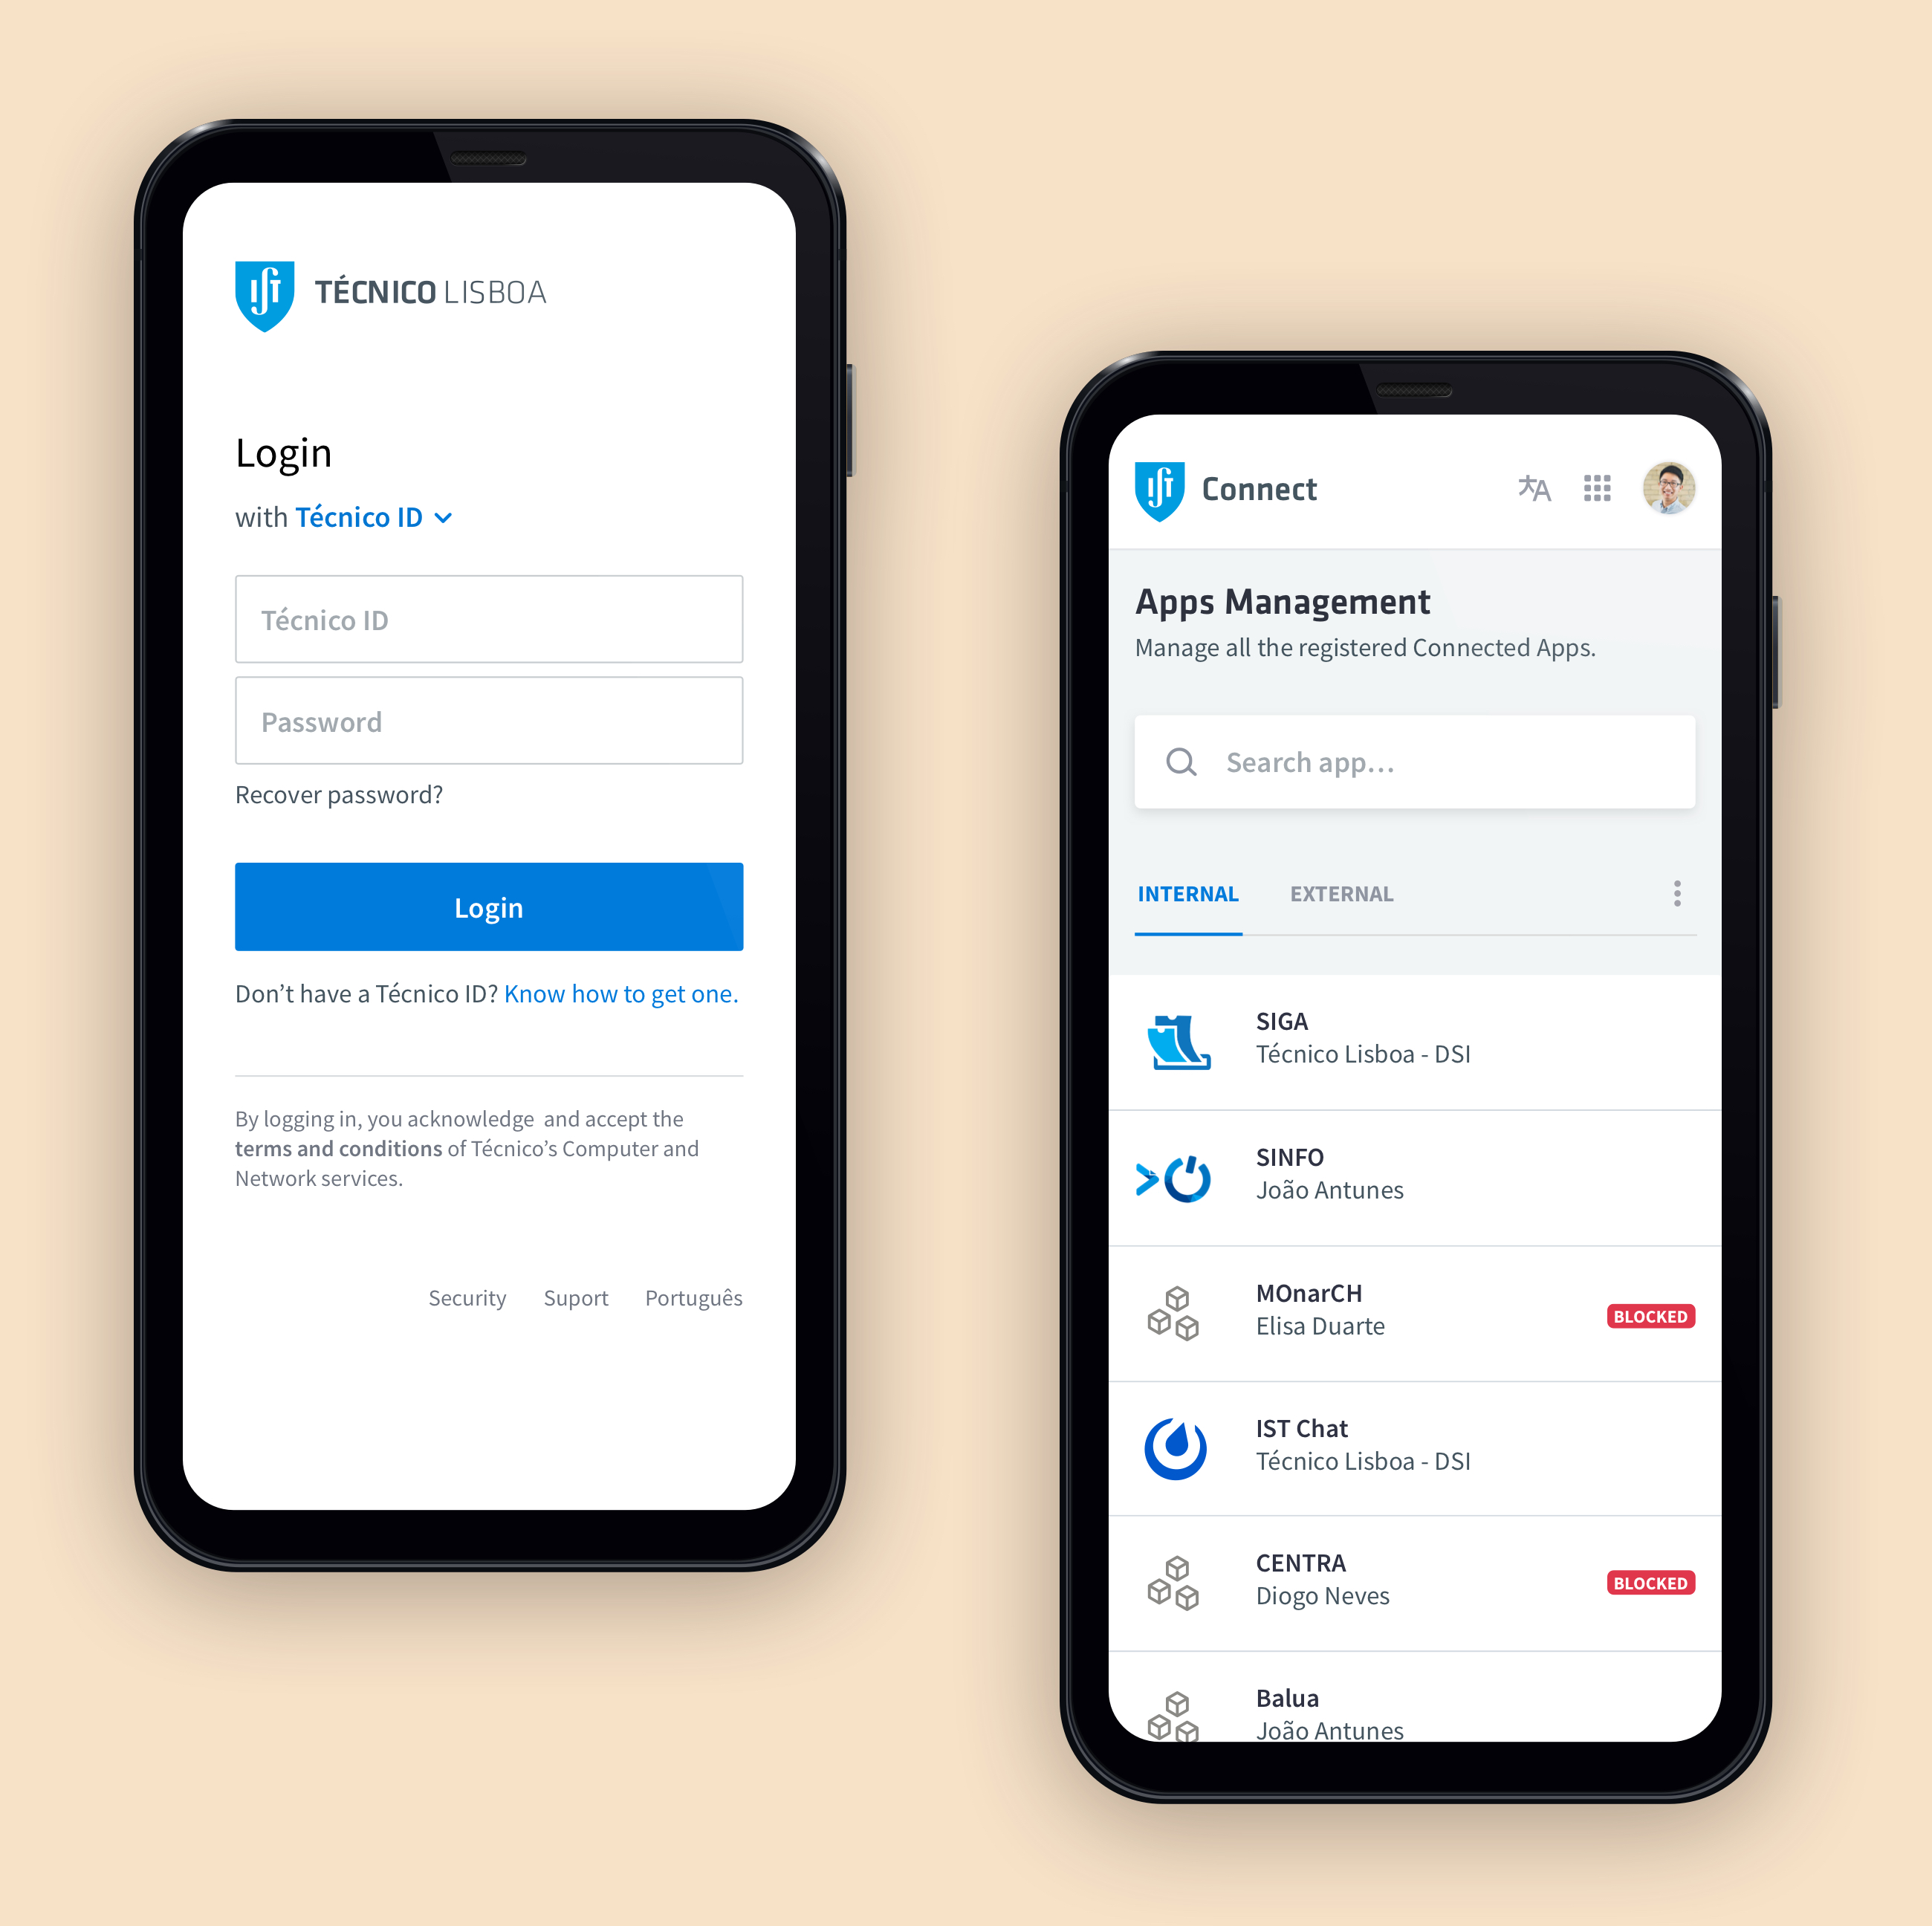 IST
TÉCNICO LISBOA
Login
with Técnico ID
Técnico ID
Password
Recover password?
Login
Don’t have a Técnico ID? Know how to get one.
By logging in, you acknowledge and accept the
terms and conditions of Técnico’s Computer and
Network services.
Security Suport Português
IST Connect
Apps Management
Manage all the registered Connected Apps.
Search app...
INTERNAL EXTERNAL
SIGA
Técnico Lisboa - DSI
SINFO
João Antunes
MOnarCH
Elisa Duarte
BLOCKED
IST Chat
Técnico Lisboa - DSI
CENTRA
Diogo Neves
BLOCKED
Balua
João Antunes